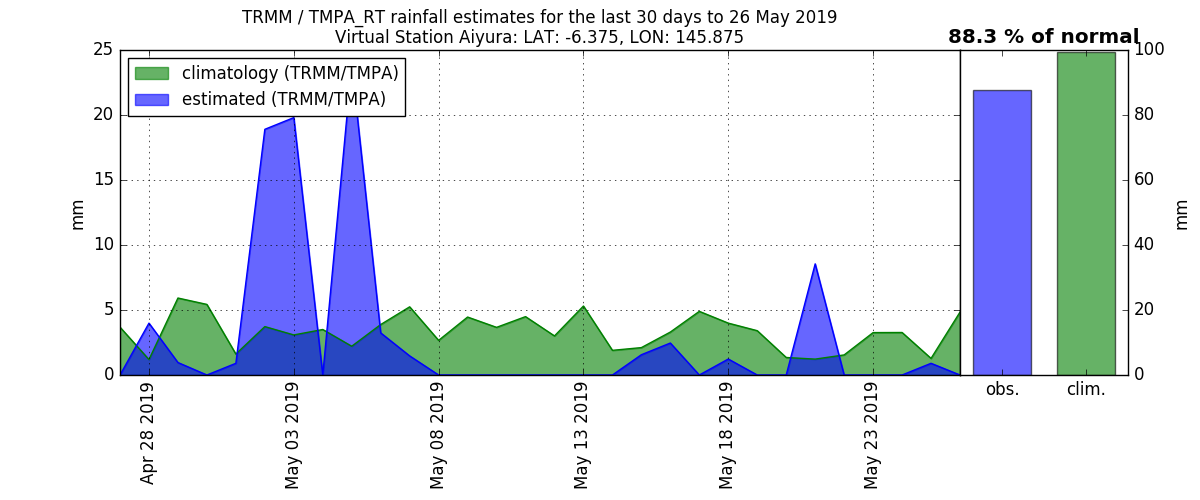 TRMM / TMPA_RT rainfall estimates for the last 30 days to 26 May 2019
Virtual Station Aiyura: LAT: -6.375, LON: 145.875
88.3 % of normal
climatology (TRMM/TMPA)
estimated (TRMM/TMPA)
25
20
15
10
5
0
mm
Apr 28 2019
May 03 2019
May 08 2019
May 13 2019
May 18 2019
May 23 2019
100
80
60
40
20
0
mm
obs.
clim.